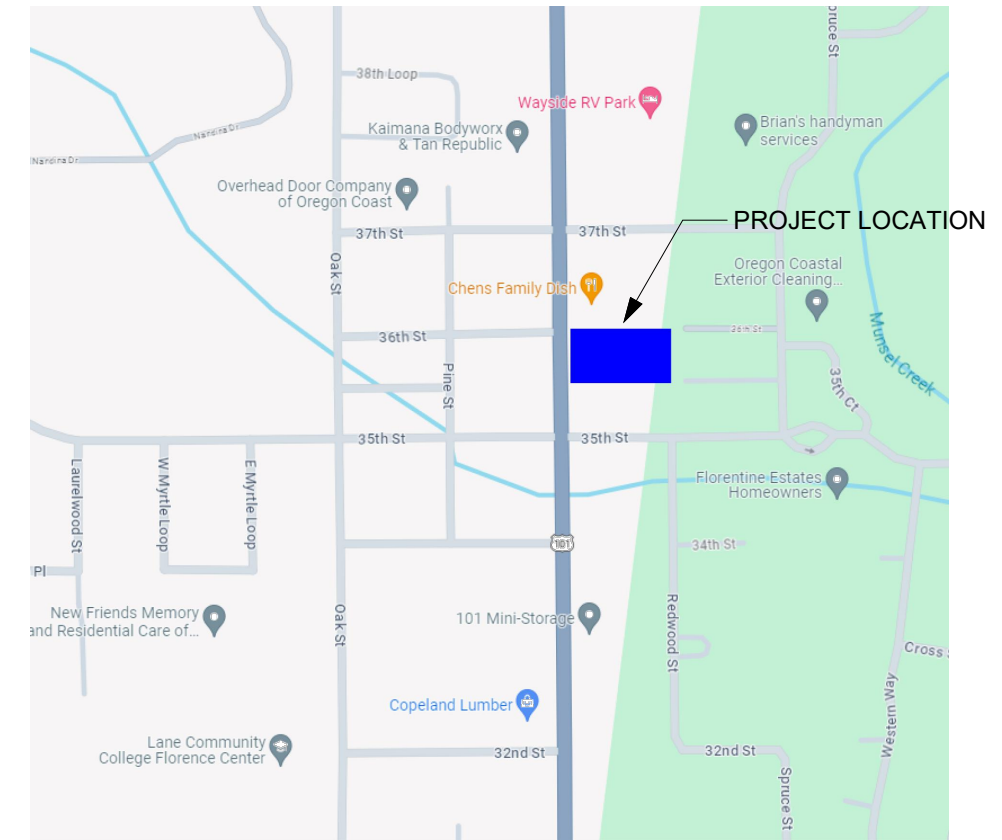 Spruce St
38th Loop
Wayside RV Park
Kaimana Bodyworx
& Tan Republic
Brian's handyman
services
Nandina Dr
Nandina Dr
Overhead Door Company
of Oregon Coast
PROJECT LOCATION
37th St
37th St
Oak St
Oregon Coastal
Exterior Cleaning...
Chens Family Dish
36th St
36th St
Munsel Creek
Pine St
35th Ct
35th St
35th St
Laurelwood St
W Myrtle Loop
E Myrtle Loop
Florentine Estates
Homeowners
101
34th St
Pl
New Friends Memory
and Residential Care of...
Oak St
101 Mini-Storage
Redwood St
Cross
Western Way
Copeland Lumber
Lane Community
College Florence Center
32nd St
32nd St
Spruce St